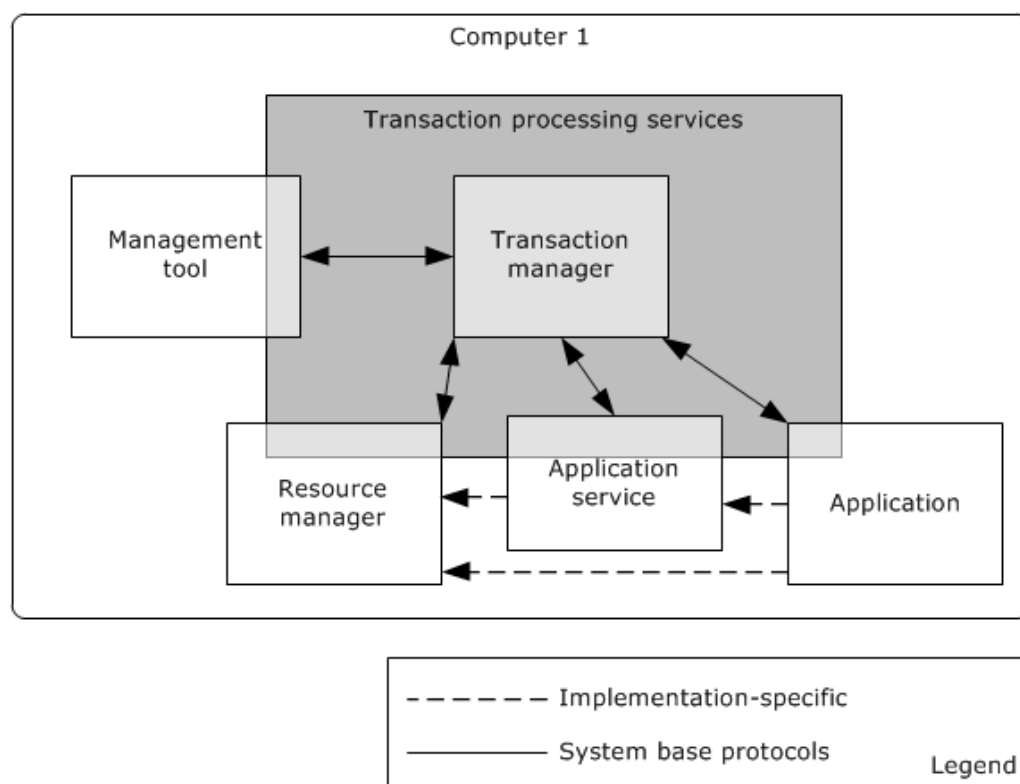 Computer 1
Transaction processing services
Management
tool
Transaction
manager
Resource
manager
Application
service
Application
Implementation-specific
System base protocols
Legend